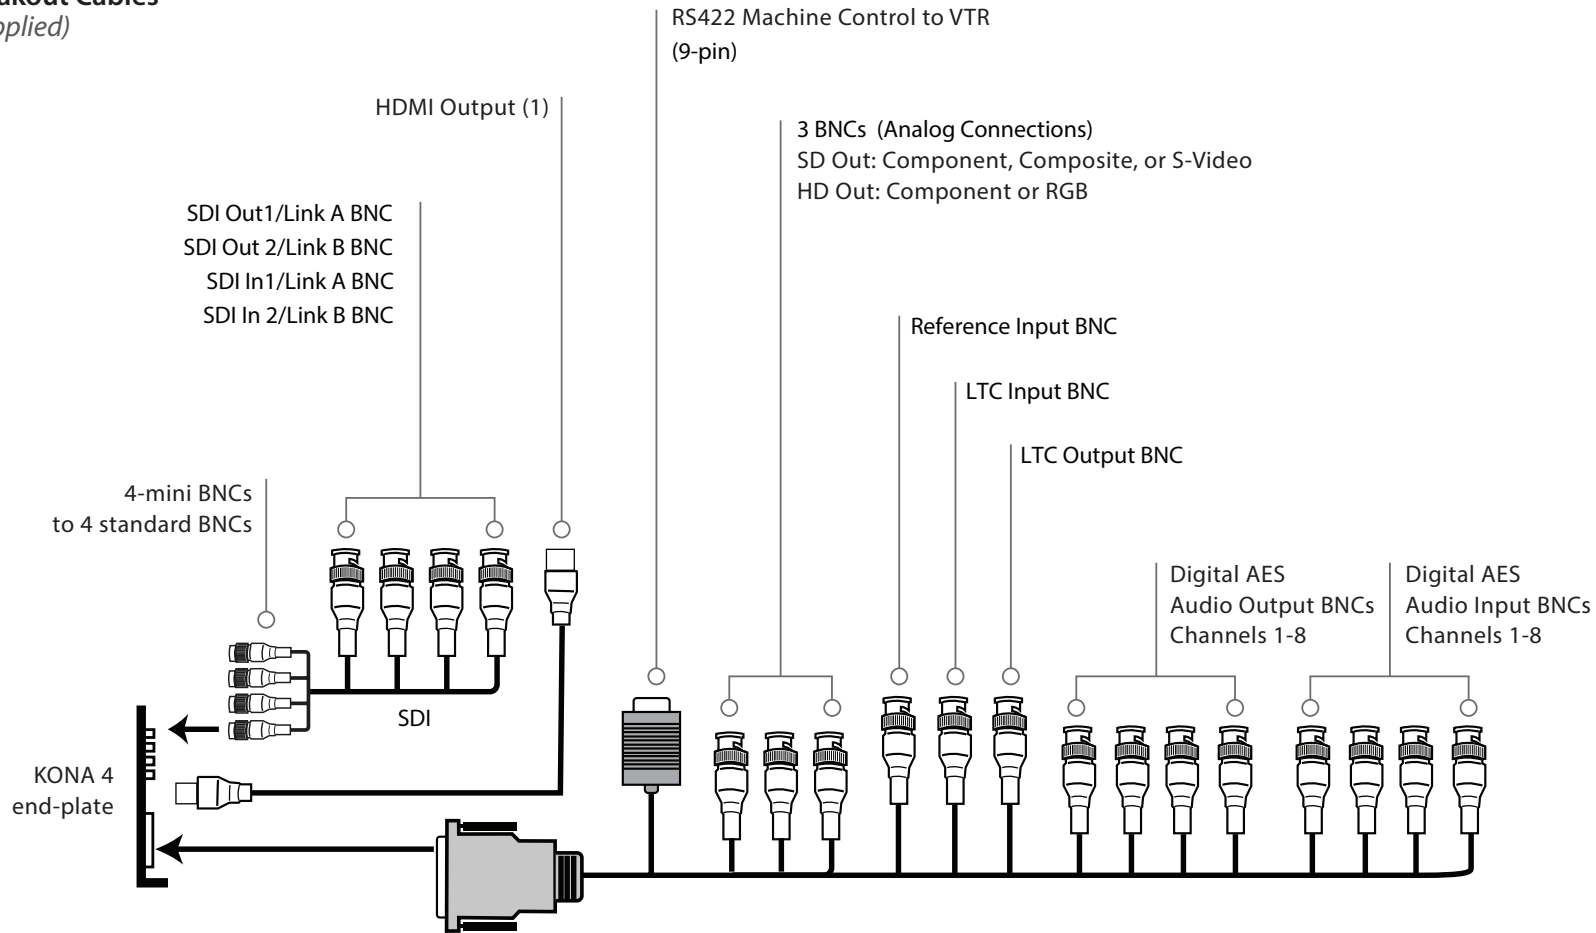 Cables
RS422 Machine Control to VTR
(9-pin)
HDMI Output (1)
3 BNCs (Analog Connections)
SD Out: Component, Composite, or S-Video
HD Out: Component or RGB
SDI Out1/Link A BNC
SDI Out 2/Link B BNC
SDI In1/Link A BNC
SDI In 2/Link B BNC
Reference Input BNC
LTC Input BNC
LTC Output BNC
4-mini BNCs
to 4 standard BNCs
Digital AES
Audio Output BNCs
Channels 1-8
Digital AES
Audio Input BNCs
Channels 1-8
SDI
KONA 4
end-plate